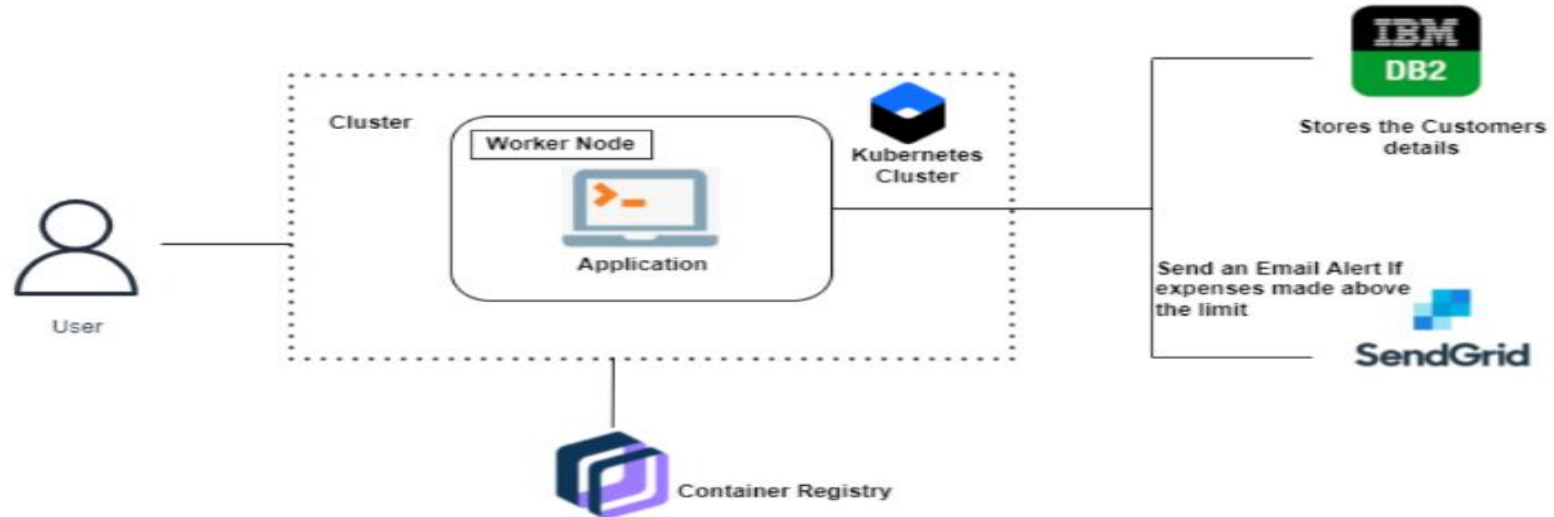 IBM
DB2
Stores the Customers
details
Cluster
Worker Node
Kubernetes
Cluster
Application
User
Send an Email Alert If
expenses made above
the limit
SendGrid
Container Registry